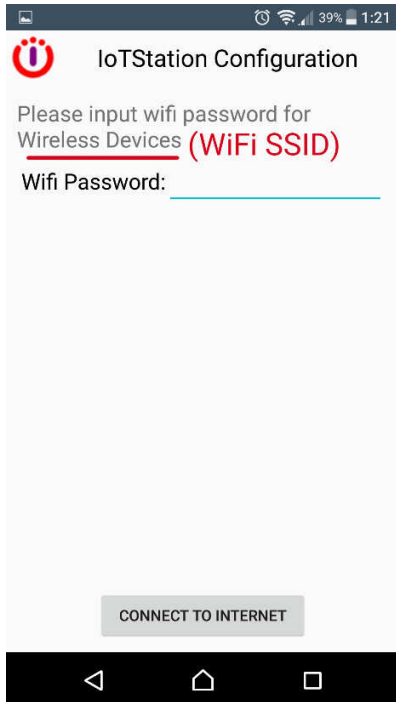 39% 1:21
IoTStation Configuration
Please input wifi password for
Wireless Devices (WiFi SSID)
Wifi Password:
CONNECT TO INTERNET